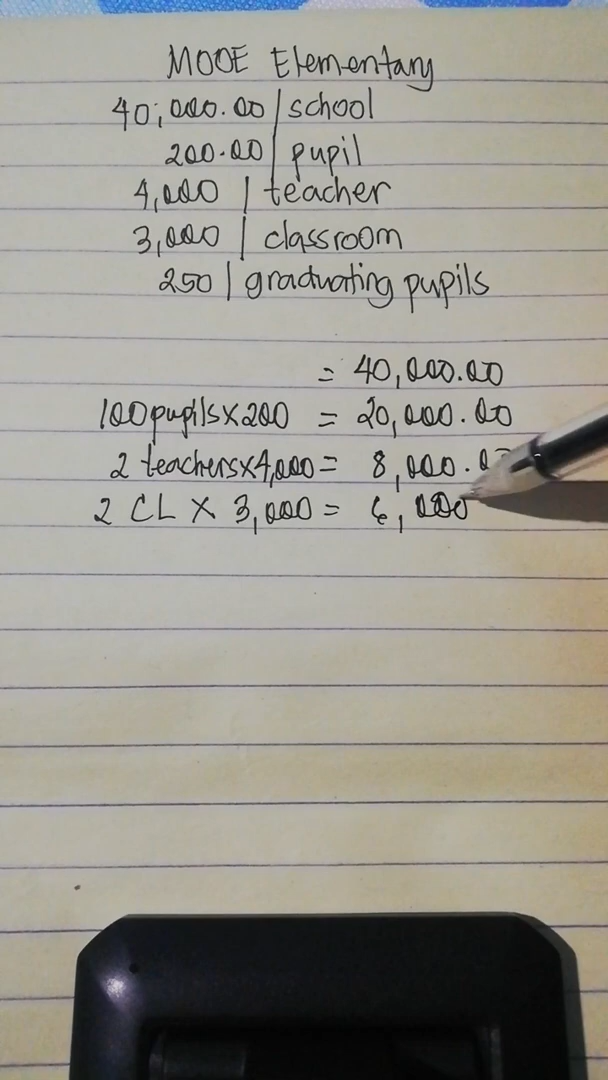 MOOE Elementary
40,000.00 / school
200.00 / pupil
4,000 / teacher
3,000 / classroom
250 / graduating pupils
= 40,000.00
100 pupils x 200 = 20,000.00
2 teachers x 4,000 = 8,000.0
2 CL x 3,000 = 6,000